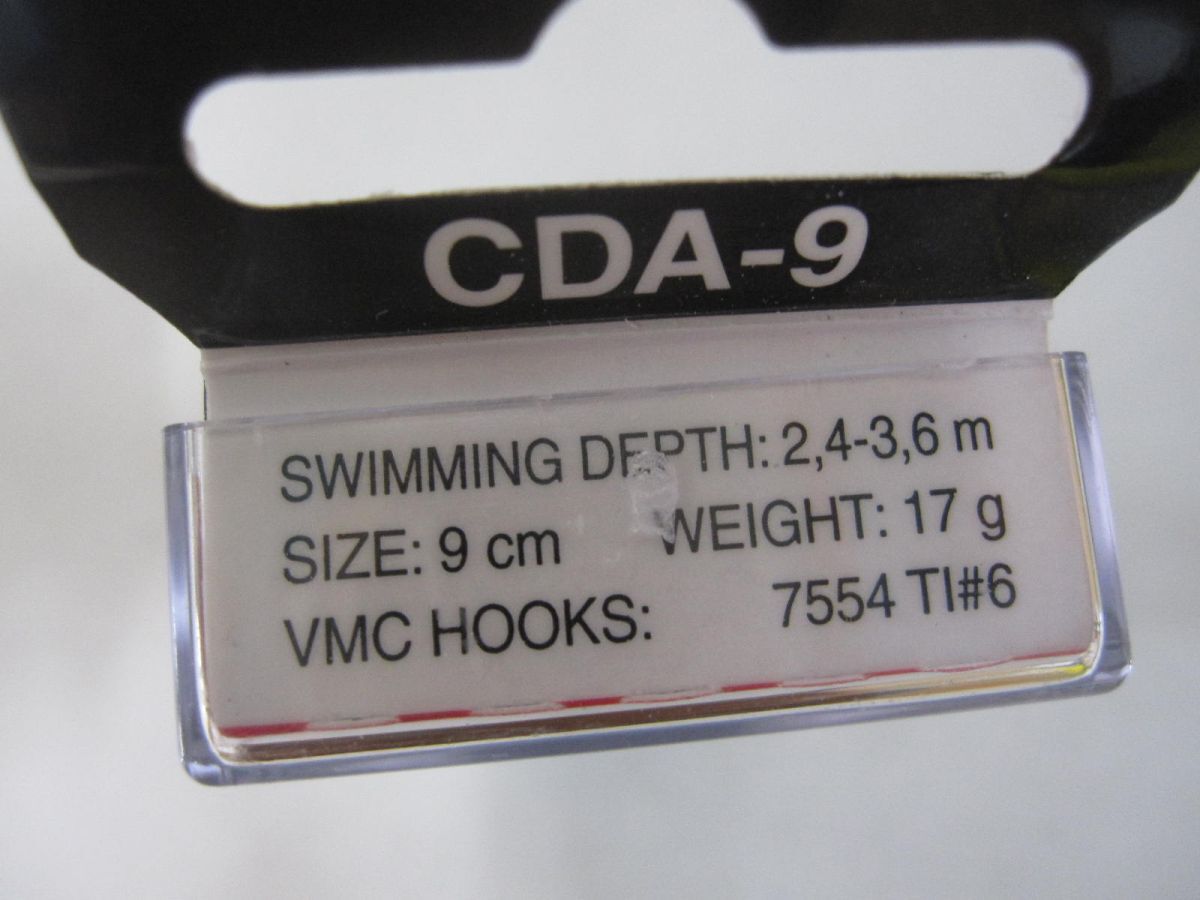 CDA-9
SWIMMING DEPTH: 2,4-3,6 m
SIZE: 9 cm WEIGHT: 17 g
VMC HOOKS: 7554 TI#6